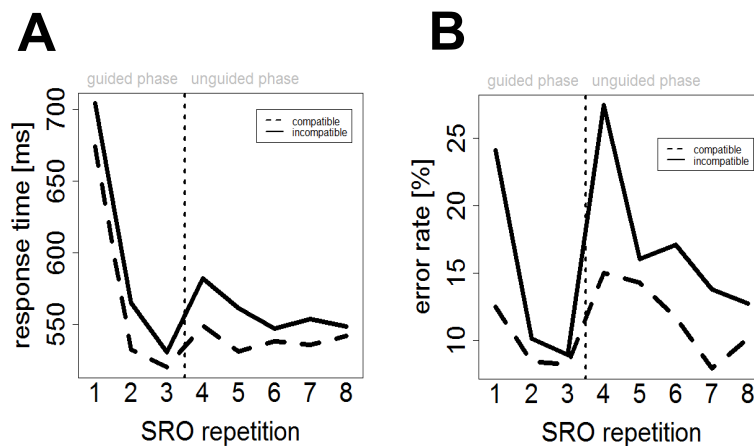 A
guided phase unguided phase
response time [ms]
700
650
600
550
compatible
incompatible
1 2 3 4 5 6 7 8
SRO repetition
B
guided phase unguided phase
error rate [%]
25
20
15
10
compatible
incompatible
1 2 3 4 5 6 7 8
SRO repetition